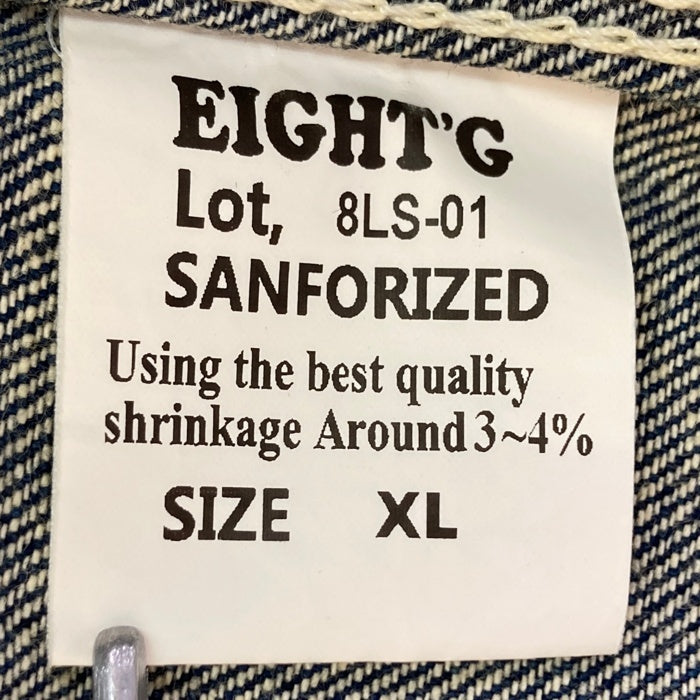 EIGHT'G
Lot, 8LS-01
SANFORIZED
Using the best quality
shrinkage Around 3~4%
SIZE XL